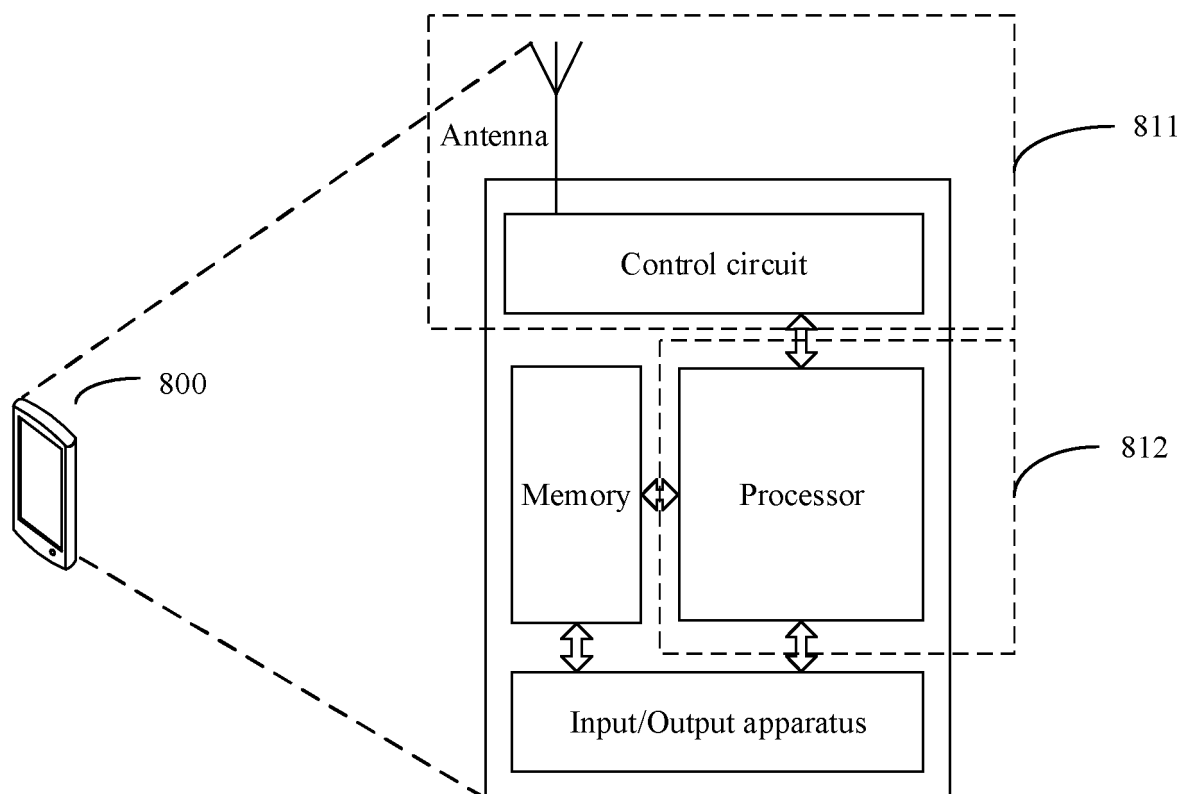 Antenna
811
Control circuit
800
812
Memory
Processor
Input/Output apparatus